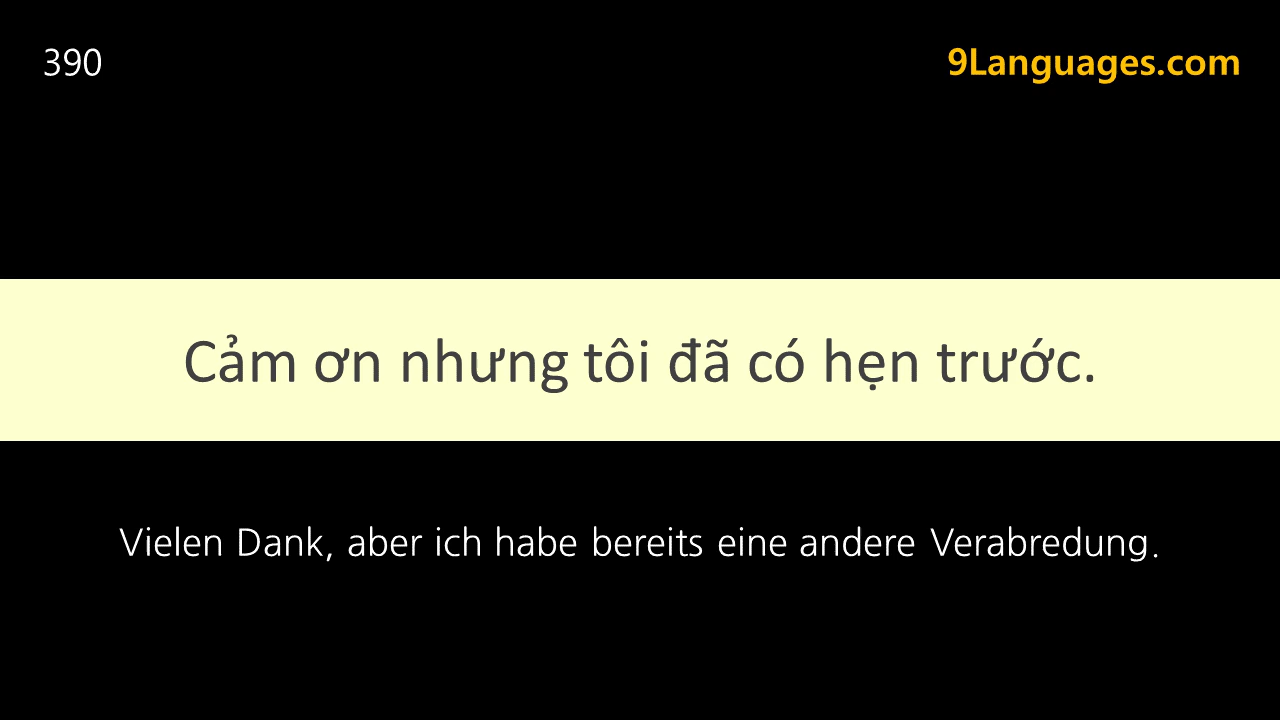 390
9Languages.com
Cảm ơn nhưng tôi đã có hẹn trước.
Vielen Dank, aber ich habe bereits eine andere Verabredung.